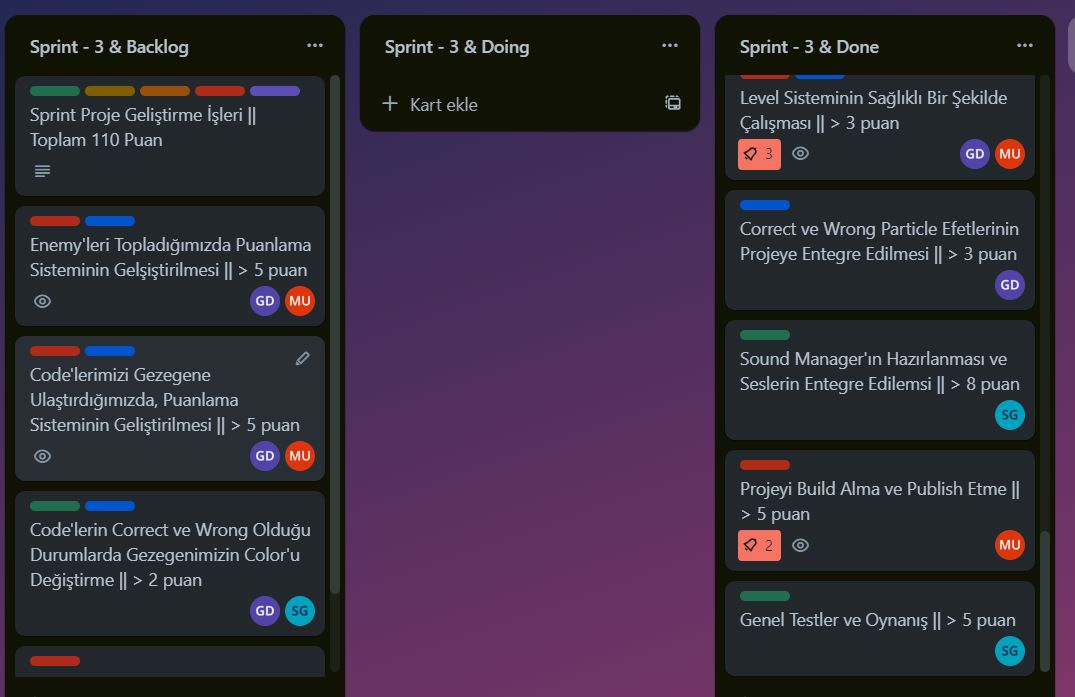 Sprint - 3 & Backlog
Sprint Proje Geliştirme İşleri ||
Toplam 110 Puan
Enemy'leri Topladığımızda Puanlama
Sisteminin Gelşiştirilmesi || > 5 puan
GD MU
Code'lerimizi Gezegene
Ulaştırdığımızda, Puanlama
Sisteminin Geliştirilmesi || > 5 puan
GD MU
Code'lerin Correct ve Wrong Olduğu
Durumlarda Gezegenimizin Color'u
Değiştirme || > 2 puan
GD SG
Sprint - 3 & Doing
+ Kart ekle
Sprint - 3 & Done
Level Sisteminin Sağlıklı Bir Şekilde
Çalışması || > 3 puan
3 GD MU
Correct ve Wrong Particle Efetlerinin
Projeye Entegre Edilmesi || > 3 puan
GD
Sound Manager'ın Hazırlanması ve
Seslerin Entegre Edilemsi || > 8 puan
SG
Projeyi Build Alma ve Publish Etme ||
> 5 puan
2 MU
Genel Testler ve Oynanış || > 5 puan
SG